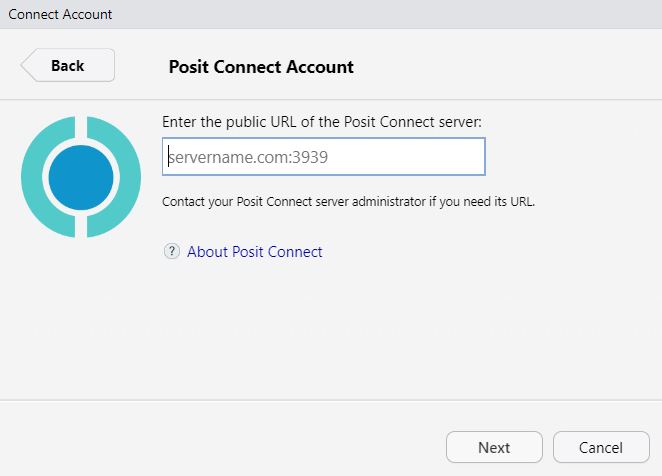 Connect Account
Back
Posit Connect Account
Enter the public URL of the Posit Connect server:
servername.com:3939
Contact your Posit Connect server administrator if you need its URL.
? About Posit Connect
Next
Cancel